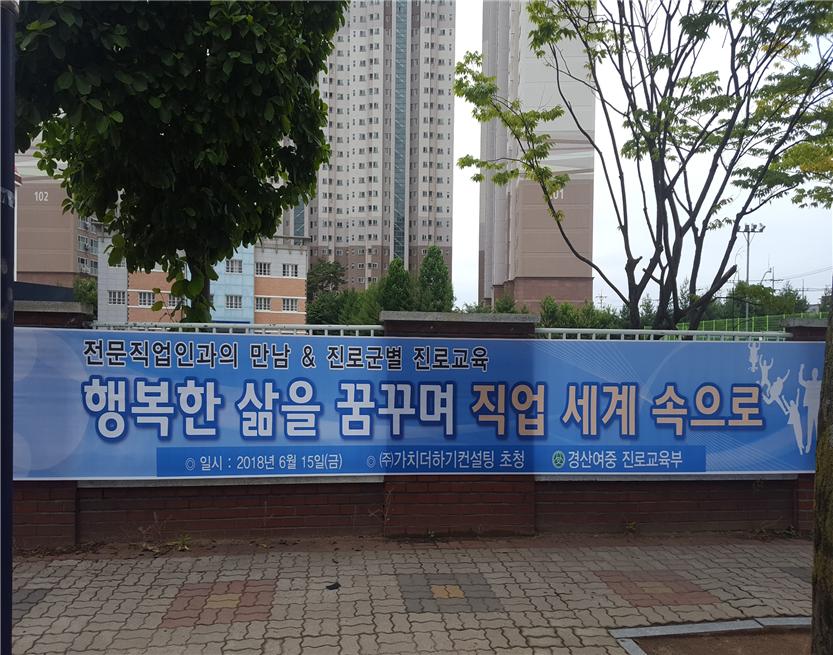 102
01
전문직업인과의 만남 & 진로군별 진로교육
행복한 삶을 꿈꾸며 직업 세계 속으로
◎ 일시 : 2018년 6월 15일(금) ◎ (주)가치더하기컨설팅 초청 경산여중 진로교육부